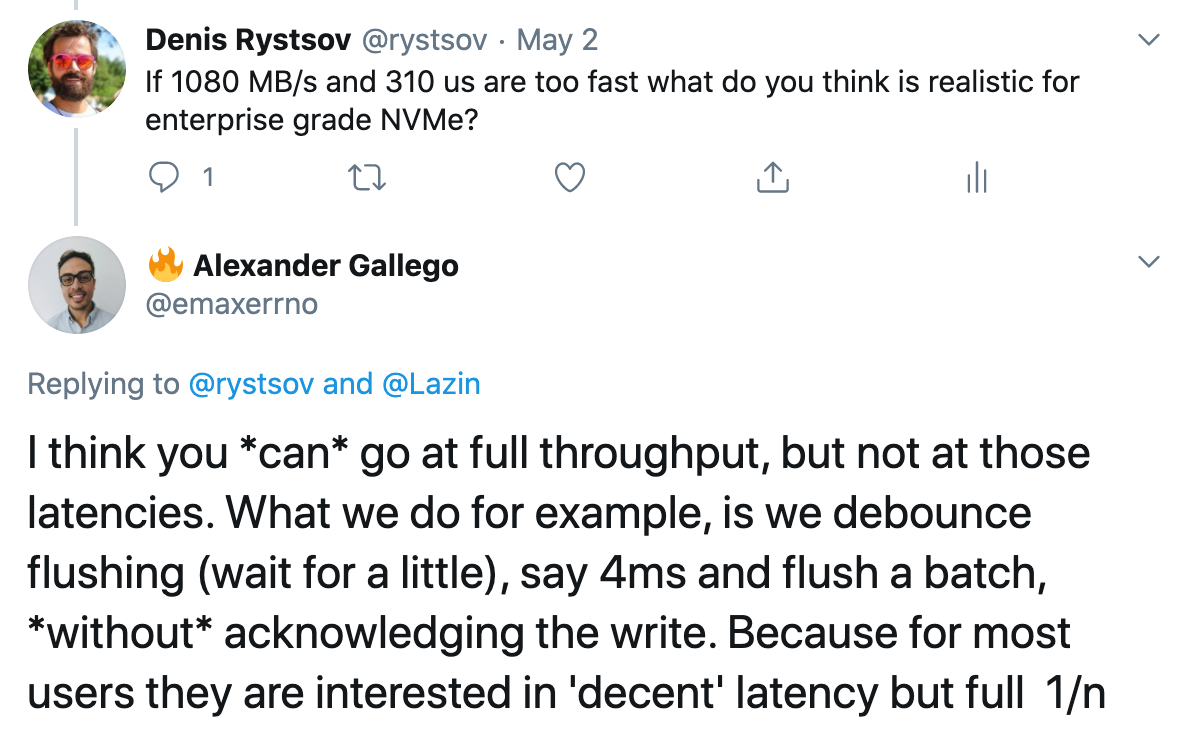 Denis Rystsov @rystsov · May 2
If 1080 MB/s and 310 us are too fast what do you think is realistic for
enterprise grade NVMe?
1
🔥 Alexander Gallego
@emaxerrno
Replying to @rystsov and @Lazin
I think you *can* go at full throughput, but not at those
latencies. What we do for example, is we debounce
flushing (wait for a little), say 4ms and flush a batch,
*without* acknowledging the write. Because for most
users they are interested in 'decent' latency but full  1/n